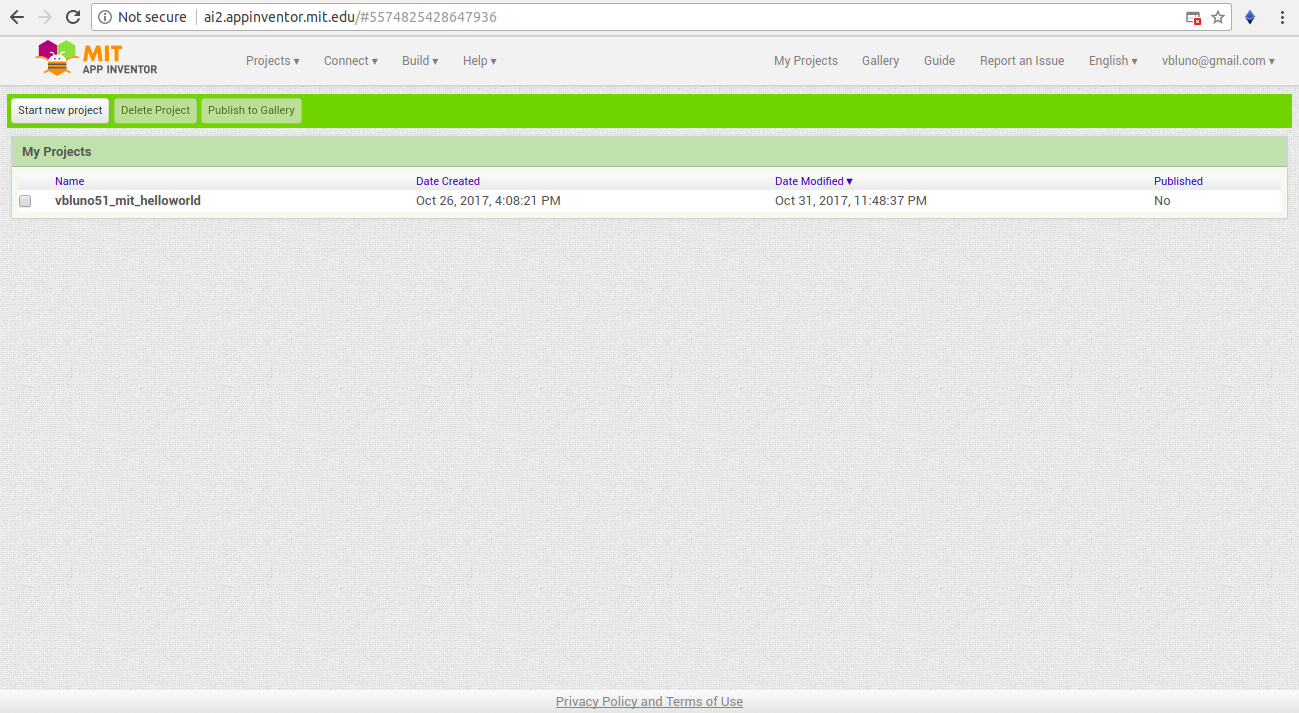 Not secure ai2.appinventor.mit.edu/#5574825428647936
MIT
APP INVENTOR
Projects ▾ Connect ▾ Build ▾ Help ▾ My Projects Gallery Guide Report an Issue English ▾ vbluno@gmail.com ▾
Start new project Delete Project Publish to Gallery
My Projects
Name Date Created Date Modified ▼ Published
vbluno51_mit_helloworld Oct 26, 2017, 4:08:21 PM Oct 31, 2017, 11:48:37 PM No
Privacy Policy and Terms of Use